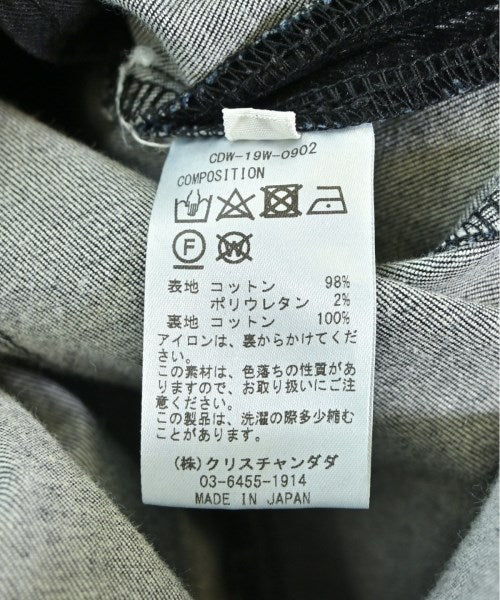 CDW-19W-0902
COMPOSITION
F W
表地 コットン 98%
ポリウレタン 2%
裏地 コットン 100%
アイロンは、裏からかけてくだ
さい。
この素材は、色落ちの性質があ
りますので、お取り扱いにご注
意ください。
この製品は、洗濯の際多少縮む
ことがあります。
(株)クリスチャンダダ
03-6455-1914
MADE IN JAPAN